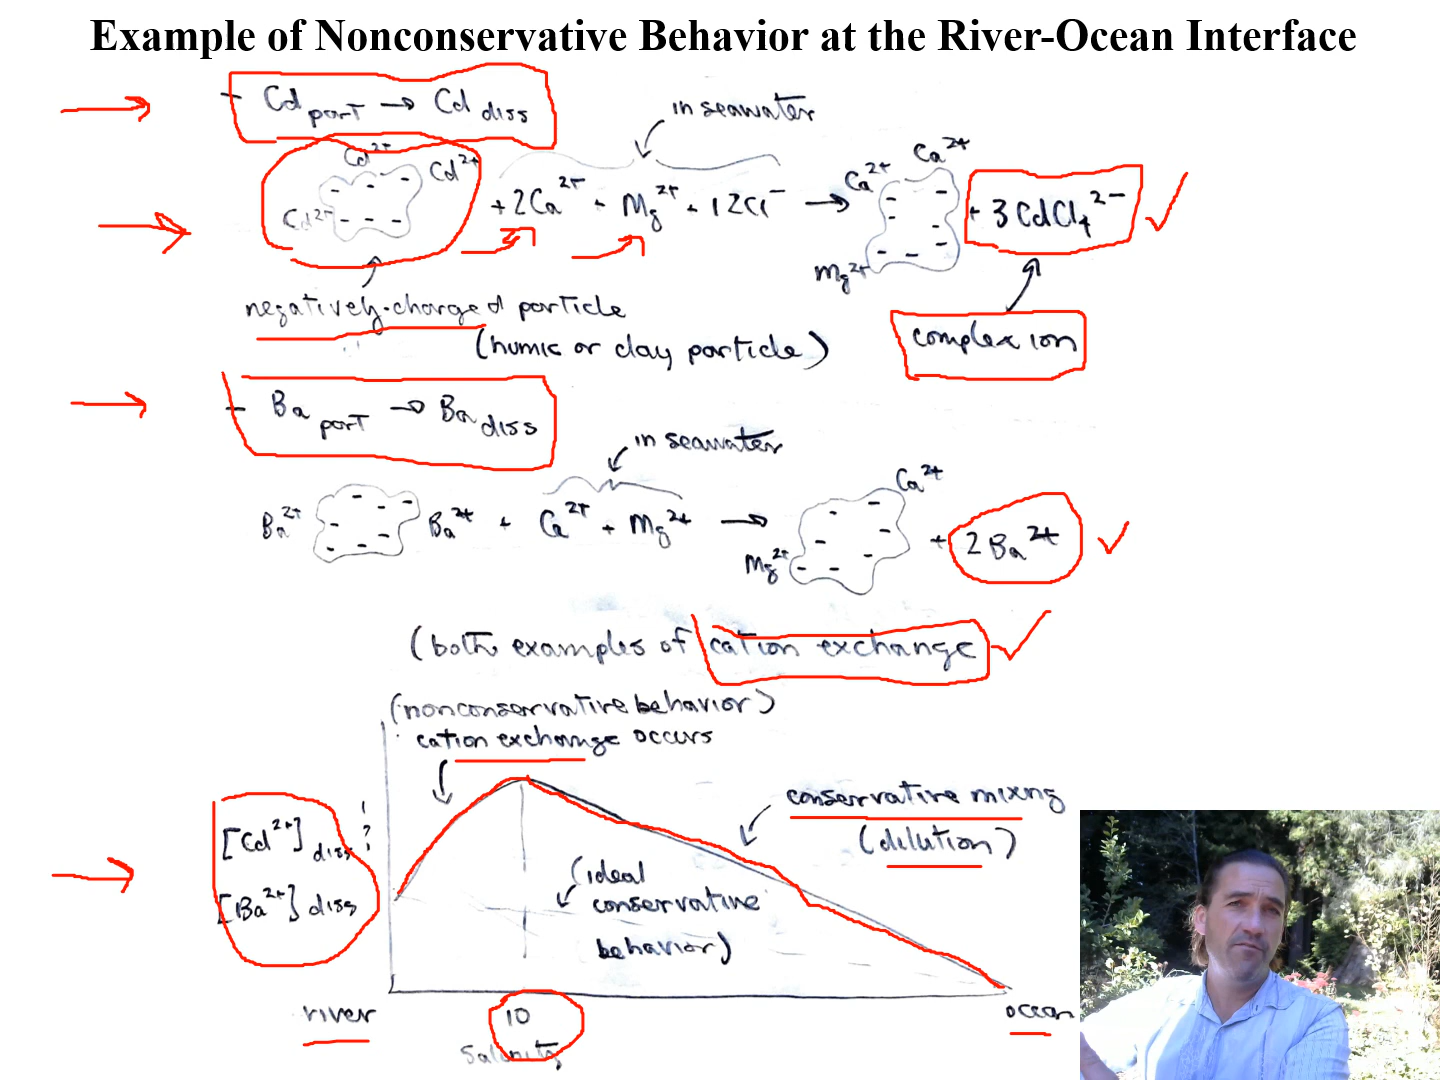 Example of Nonconservative Behavior at the River-Ocean Interface
- Cd part → Cd diss
in seawater
Cd2+ Cd2+ Cd2+ - - - - - - + 2Ca2+ + Mg2+ + 12Cl- → Ca2+ Ca2+ Mg2+ - - - - - - - - + 3CdCl4 2-
negatively-charged particle
(humic or clay particle)
complex ion
- Ba part → Ba diss
in seawater
Ba2+ - - - - - - Ba2+ + Ca2+ + Mg2+ → Ca2+ Mg2+ - - - - - - + 2Ba2+
(both examples of cation exchange)
(nonconservative behavior)
cation exchange occurs
conservative mixng
(dilution)
[Cd2+] diss ?
[Ba2+] diss
(ideal
conservative
behavior)
river 10 ocean
Salinity